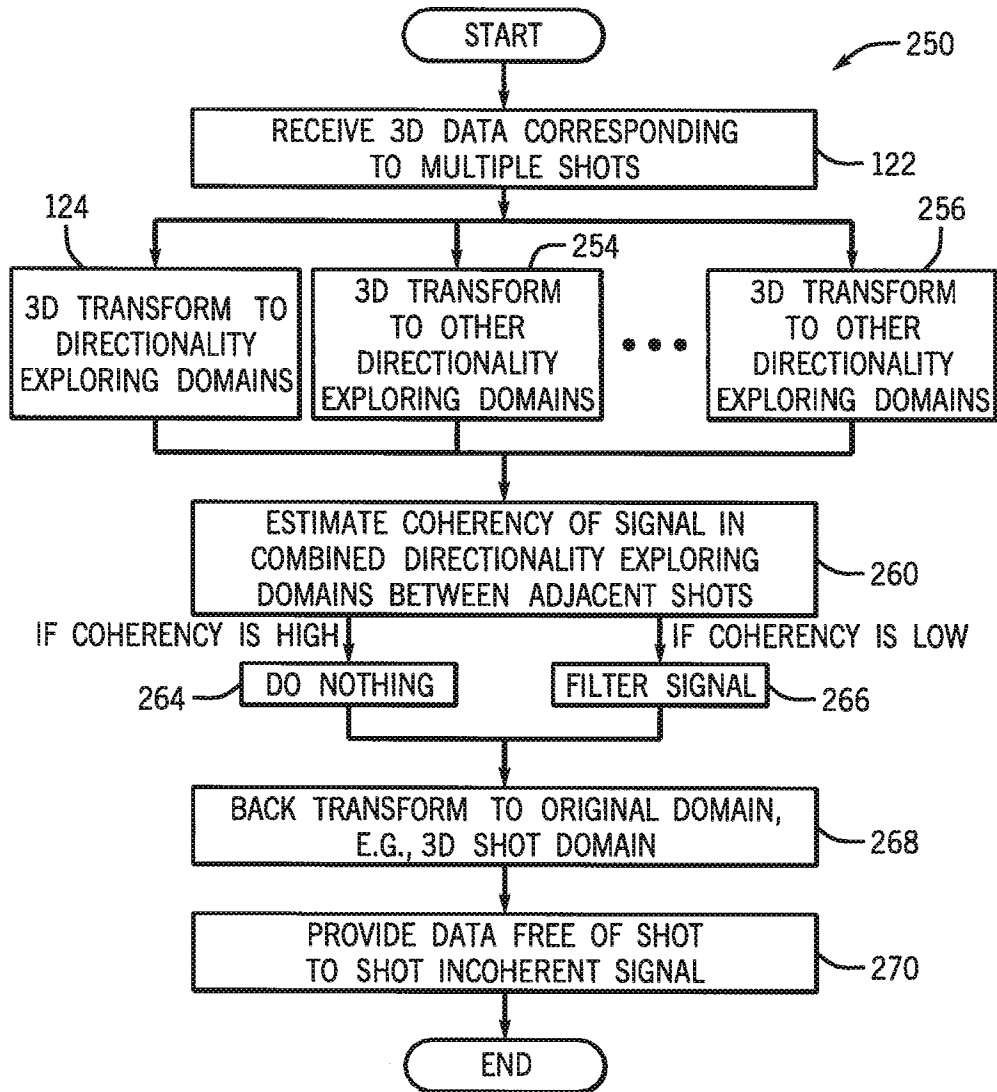 START
250
RECEIVE 3D DATA CORRESPONDING
TO MULTIPLE SHOTS
122
124
3D TRANSFORM TO
DIRECTIONALITY
EXPLORING DOMAINS
254
3D TRANSFORM
TO OTHER
DIRECTIONALITY
EXPLORING DOMAINS
256
3D TRANSFORM
TO OTHER
DIRECTIONALITY
EXPLORING DOMAINS
ESTIMATE COHERENCY OF SIGNAL IN
COMBINED DIRECTIONALITY EXPLORING
DOMAINS BETWEEN ADJACENT SHOTS
260
IF COHERENCY IS HIGH
IF COHERENCY IS LOW
264
DO NOTHING
FILTER SIGNAL
266
BACK TRANSFORM TO ORIGINAL DOMAIN,
E.G., 3D SHOT DOMAIN
268
PROVIDE DATA FREE OF SHOT
TO SHOT INCOHERENT SIGNAL
270
END